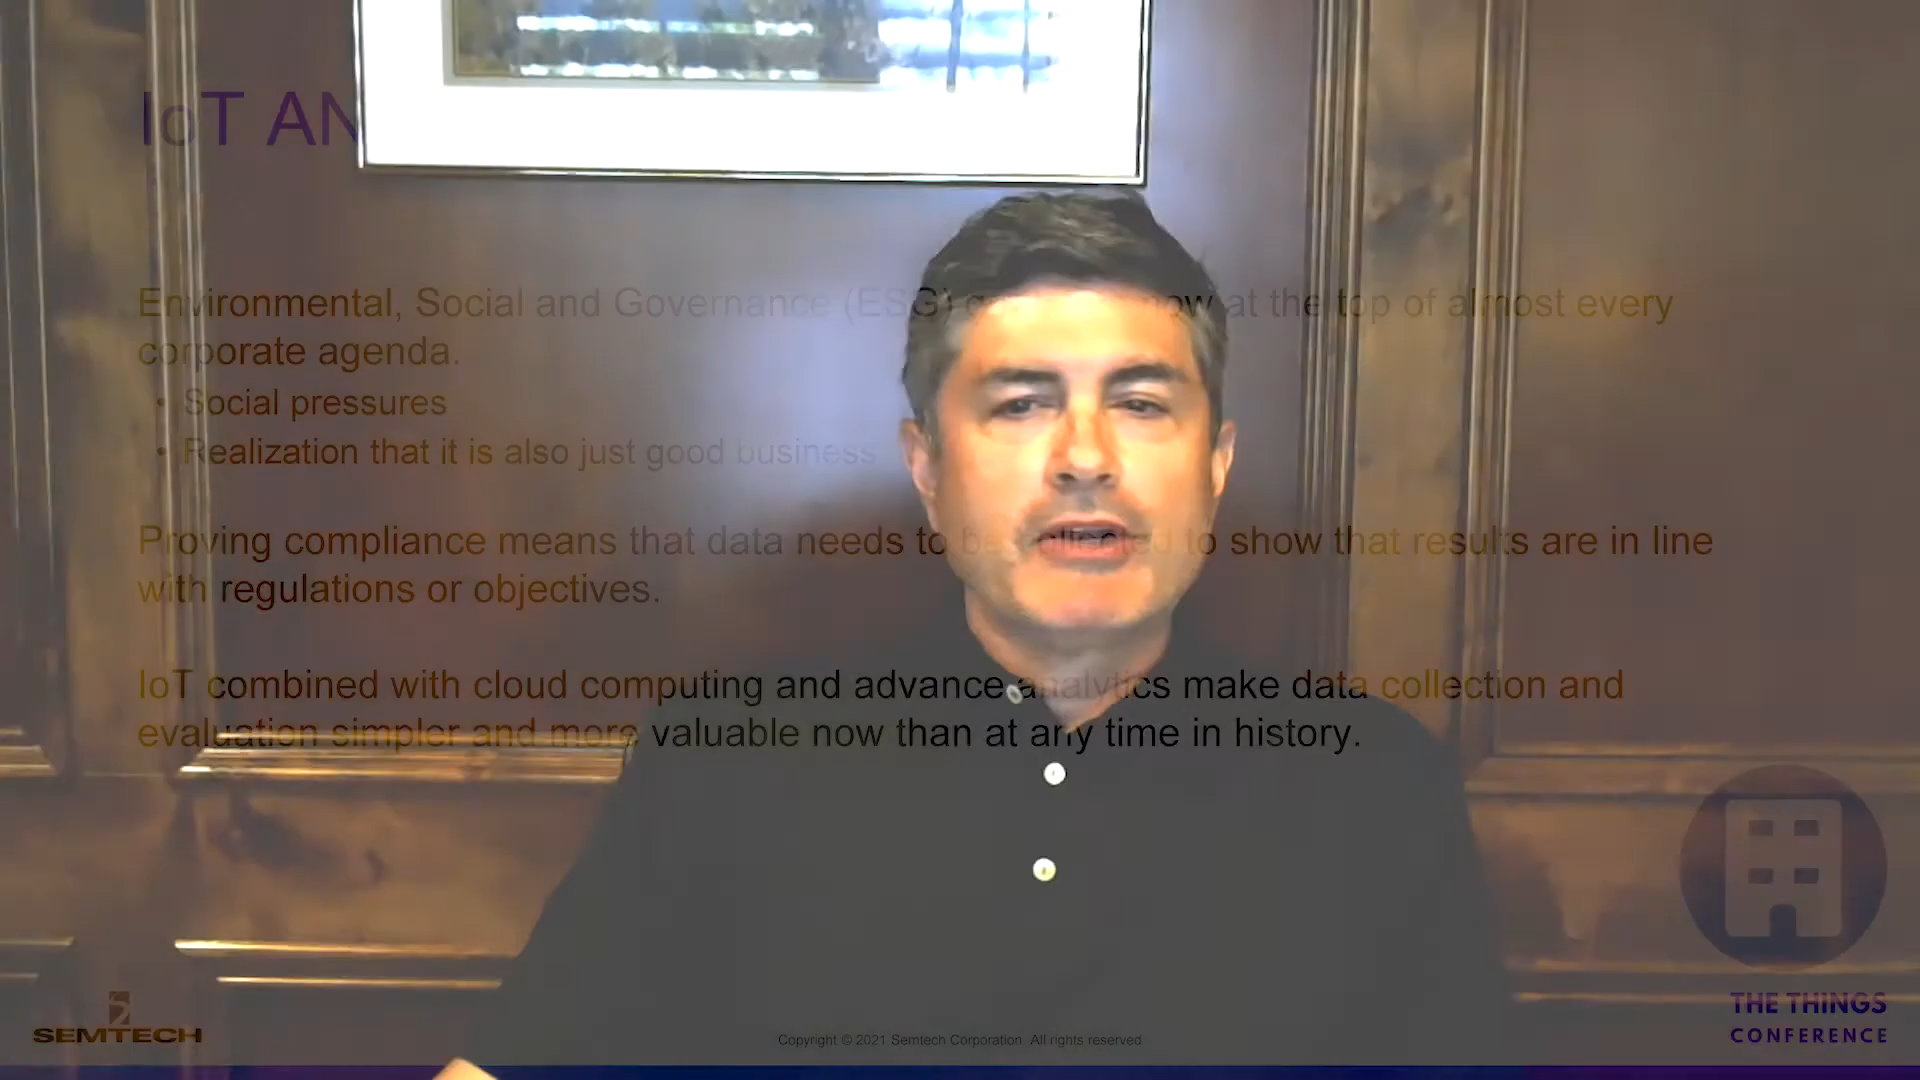 IoT AN
Environmental, Social and Governance (ESG) now at the top of almost every
corporate agenda.
• Social pressures
• Realization that it is also just good business
Proving compliance means that data needs to to show that results are in line
with regulations or objectives.
IoT combined with cloud computing and advance analytics make data collection and
evaluation simpler and more valuable now than at any time in history.
SEMTECH
Copyright © 2021 Semtech Corporation. All rights reserved
THE THINGS
CONFERENCE